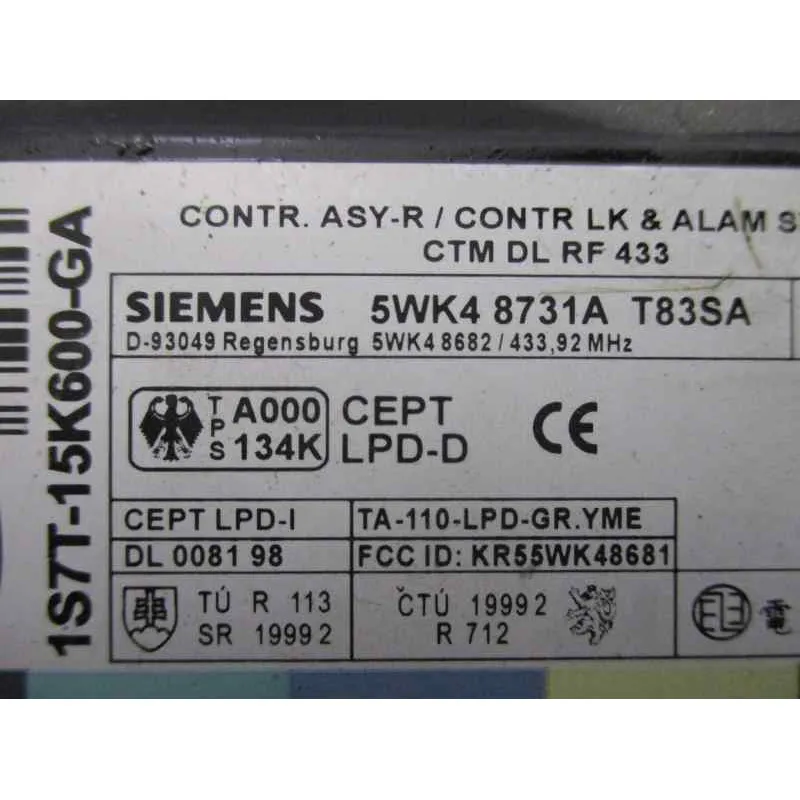 CONTR. ASY-R / CONTR LK & ALAM S
CTM DL RF 433
1S7T-15K600-GA
SIEMENS 5WK4 8731A T83SA
D-93049 Regensburg 5WK48682/433,92 MHz
TPS A000 134K
CEPT LPD-D
CE
CEPT LPD-I TA-110-LPD-GR.YME
DL 0081 98 FCC ID: KR55WK48681
TÚ R 113 ČTÚ 1999 2
SR 1999 2 R 712